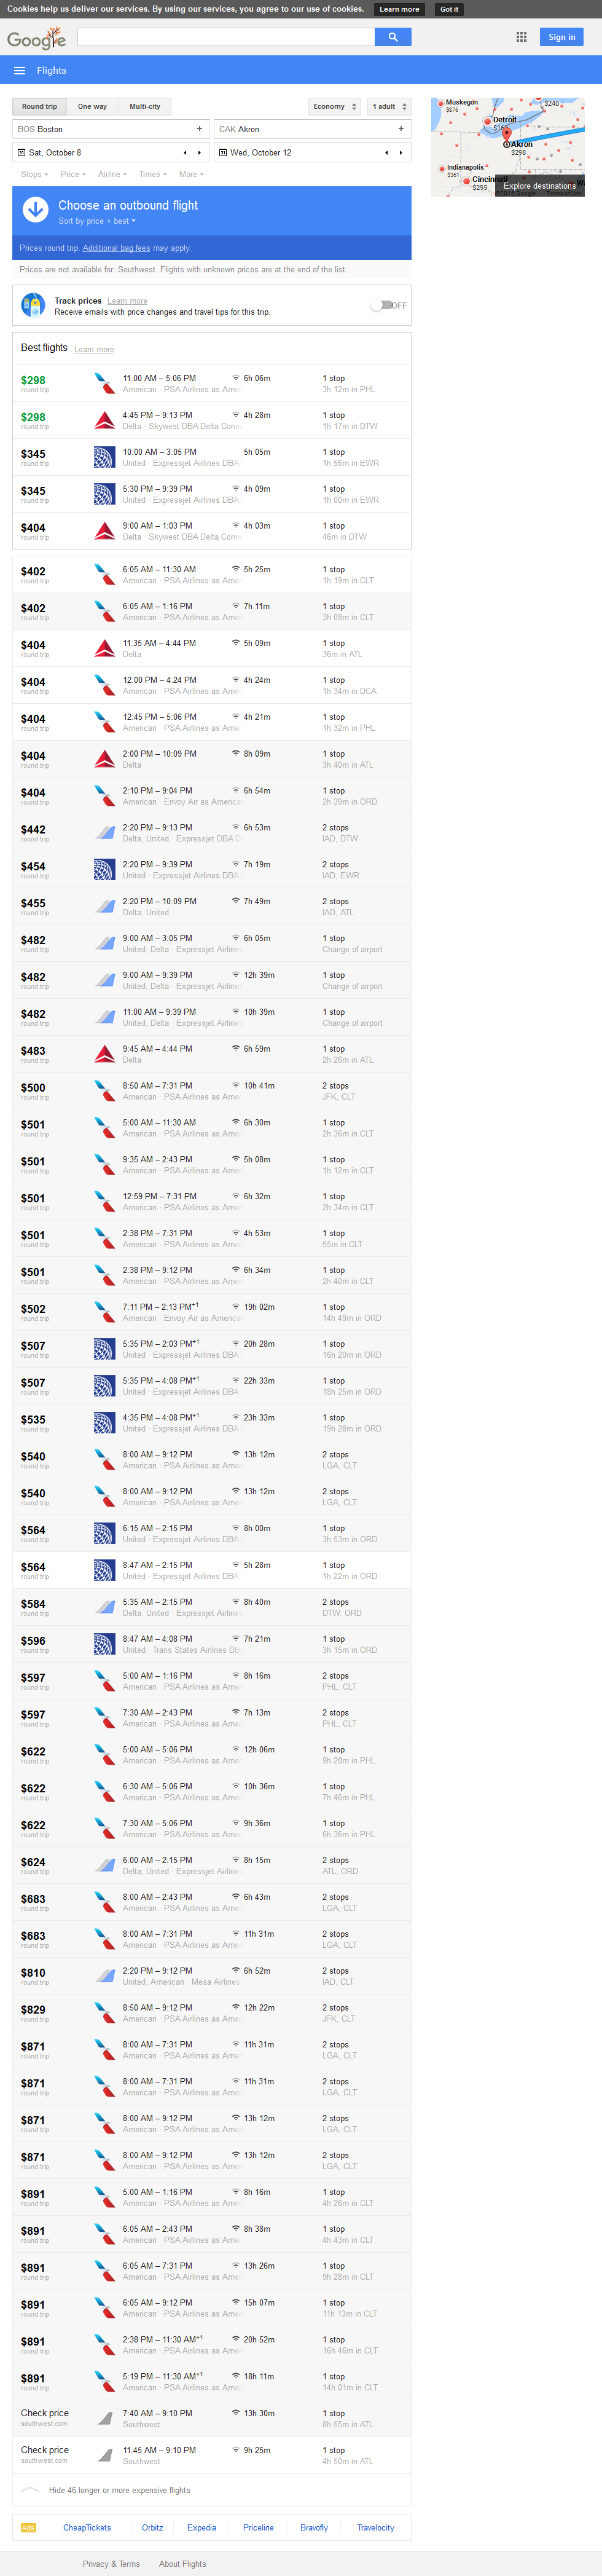 Cookies help us deliver our services. By using our services, you agree to our use of cookies. Learn more Got it
Google
Sign in
Flights
Round trip One way Multi-city Economy 1 adult
BOS Boston + CAK Akron +
Sat, October 8 Wed, October 12
Stops Price Airline Times More
Muskegon
$876
$240
Detroit
Akron
$298
Indianapolis
$361
Cincinnati
$295
Explore destinations
Choose an outbound flight
Sort by price + best
Prices round trip. Additional bag fees may apply.
Prices are not available for: Southwest. Flights with unknown prices are at the end of the list.
Track prices Learn more
Receive emails with price changes and travel tips for this trip.
OFF
Best flights Learn more
$298 11:00 AM – 5:06 PM 6h 06m 1 stop
round trip American · PSA Airlines as Amer 3h 12m in PHL
$298 4:45 PM – 9:13 PM 4h 28m 1 stop
round trip Delta · Skywest DBA Delta Conn 1h 17m in DTW
$345 10:00 AM – 3:05 PM 5h 05m 1 stop
round trip United · Expressjet Airlines DBA 1h 56m in EWR
$345 5:30 PM – 9:39 PM 4h 09m 1 stop
round trip United · Expressjet Airlines DBA 1h 00m in EWR
$404 9:00 AM – 1:03 PM 4h 03m 1 stop
round trip Delta · Skywest DBA Delta Conn 46m in DTW
$402 6:05 AM – 11:30 AM 5h 25m 1 stop
round trip American · PSA Airlines as Amer 1h 19m in CLT
$402 6:05 AM – 1:16 PM 7h 11m 1 stop
round trip American · PSA Airlines as Amer 3h 09m in CLT
$404 11:35 AM – 4:44 PM 5h 09m 1 stop
round trip Delta 36m in ATL
$404 12:00 PM – 4:24 PM 4h 24m 1 stop
round trip American · PSA Airlines as Amer 1h 34m in DCA
$404 12:45 PM – 5:06 PM 4h 21m 1 stop
round trip American · PSA Airlines as Amer 1h 32m in PHL
$404 2:00 PM – 10:09 PM 8h 09m 1 stop
round trip Delta 3h 40m in ATL
$404 2:10 PM – 9:04 PM 6h 54m 1 stop
round trip American · Envoy Air as America 2h 39m in ORD
$442 2:20 PM – 9:13 PM 6h 53m 2 stops
round trip Delta, United · Expressjet DBA D IAD, DTW
$454 2:20 PM – 9:39 PM 7h 19m 2 stops
round trip United · Expressjet Airlines DBA IAD, EWR
$455 2:20 PM – 10:09 PM 7h 49m 2 stops
round trip Delta, United IAD, ATL
$482 9:00 AM – 3:05 PM 6h 05m 1 stop
round trip United, Delta · Expressjet Airlines Change of airport
$482 9:00 AM – 9:39 PM 12h 39m 1 stop
round trip United, Delta · Expressjet Airlines Change of airport
$482 11:00 AM – 9:39 PM 10h 39m 1 stop
round trip United, Delta · Expressjet Airlines Change of airport
$483 9:45 AM – 4:44 PM 6h 59m 1 stop
round trip Delta 2h 26m in ATL
$500 8:50 AM – 7:31 PM 10h 41m 2 stops
round trip American · PSA Airlines as Amer JFK, CLT
$501 5:00 AM – 11:30 AM 6h 30m 1 stop
round trip American · PSA Airlines as Amer 2h 36m in CLT
$501 9:35 AM – 2:43 PM 5h 08m 1 stop
round trip American · PSA Airlines as Amer 1h 12m in CLT
$501 12:59 PM – 7:31 PM 6h 32m 1 stop
round trip American · PSA Airlines as Amer 2h 34m in CLT
$501 2:38 PM – 7:31 PM 4h 53m 1 stop
round trip American · PSA Airlines as Amer 55m in CLT
$501 2:38 PM – 9:12 PM 6h 34m 1 stop
round trip American · PSA Airlines as Amer 2h 40m in CLT
$502 7:11 PM – 2:13 PM+1 19h 02m 1 stop
round trip American · Envoy Air as America 14h 49m in ORD
$507 5:35 PM – 2:03 PM+1 20h 28m 1 stop
round trip United · Expressjet Airlines DBA 16h 20m in ORD
$507 5:35 PM – 4:08 PM+1 22h 33m 1 stop
round trip United · Expressjet Airlines DBA 18h 25m in ORD
$535 4:35 PM – 4:08 PM+1 23h 33m 1 stop
round trip United · Expressjet Airlines DBA 19h 28m in ORD
$540 8:00 AM – 9:12 PM 13h 12m 2 stops
round trip American · PSA Airlines as Amer LGA, CLT
$540 8:00 AM – 9:12 PM 13h 12m 2 stops
round trip American · PSA Airlines as Amer LGA, CLT
$564 6:15 AM – 2:15 PM 8h 00m 1 stop
round trip United · Expressjet Airlines DBA 3h 53m in ORD
$564 8:47 AM – 2:15 PM 5h 28m 1 stop
round trip United · Expressjet Airlines DBA 1h 22m in ORD
$584 5:35 AM – 2:15 PM 8h 40m 2 stops
round trip Delta, United · Expressjet Airlines DTW, ORD
$596 8:47 AM – 4:08 PM 7h 21m 1 stop
round trip United · Trans States Airlines DBA 3h 15m in ORD
$597 5:00 AM – 1:16 PM 8h 16m 2 stops
round trip American · PSA Airlines as Amer PHL, CLT
$597 7:30 AM – 2:43 PM 7h 13m 2 stops
round trip American · PSA Airlines as Amer PHL, CLT
$622 5:00 AM – 5:06 PM 12h 06m 1 stop
round trip American · PSA Airlines as Amer 9h 20m in PHL
$622 6:30 AM – 5:06 PM 10h 36m 1 stop
round trip American · PSA Airlines as Amer 7h 46m in PHL
$622 7:30 AM – 5:06 PM 9h 36m 1 stop
round trip American · PSA Airlines as Amer 6h 36m in PHL
$624 6:00 AM – 2:15 PM 8h 15m 2 stops
round trip Delta, United · Expressjet Airlines ATL, ORD
$683 8:00 AM – 2:43 PM 6h 43m 2 stops
round trip American · PSA Airlines as Amer LGA, CLT
$683 8:00 AM – 7:31 PM 11h 31m 2 stops
round trip American · PSA Airlines as Amer LGA, CLT
$810 2:20 PM – 9:12 PM 6h 52m 2 stops
round trip United, American · Mesa Airlines IAD, CLT
$829 8:50 AM – 9:12 PM 12h 22m 2 stops
round trip American · PSA Airlines as Amer JFK, CLT
$871 8:00 AM – 7:31 PM 11h 31m 2 stops
round trip American · PSA Airlines as Amer LGA, CLT
$871 8:00 AM – 7:31 PM 11h 31m 2 stops
round trip American · PSA Airlines as Amer LGA, CLT
$871 8:00 AM – 9:12 PM 13h 12m 2 stops
round trip American · PSA Airlines as Amer LGA, CLT
$871 8:00 AM – 9:12 PM 13h 12m 2 stops
round trip American · PSA Airlines as Amer LGA, CLT
$891 5:00 AM – 1:16 PM 8h 16m 1 stop
round trip American · PSA Airlines as Amer 4h 26m in CLT
$891 6:05 AM – 2:43 PM 8h 38m 1 stop
round trip American · PSA Airlines as Amer 4h 43m in CLT
$891 6:05 AM – 7:31 PM 13h 26m 1 stop
round trip American · PSA Airlines as Amer 9h 28m in CLT
$891 6:05 AM – 9:12 PM 15h 07m 1 stop
round trip American · PSA Airlines as Amer 11h 13m in CLT
$891 2:38 PM – 11:30 AM+1 20h 52m 1 stop
round trip American · PSA Airlines as Amer 16h 46m in CLT
$891 5:19 PM – 11:30 AM+1 18h 11m 1 stop
round trip American · PSA Airlines as Amer 14h 01m in CLT
Check price 7:40 AM – 9:10 PM 13h 30m 1 stop
southwest.com Southwest 8h 55m in ATL
Check price 11:45 AM – 9:10 PM 9h 25m 1 stop
southwest.com Southwest 4h 50m in ATL
Hide 46 longer or more expensive flights
Ads CheapTickets Orbitz Expedia Priceline Bravofly Travelocity
Privacy & Terms About Flights